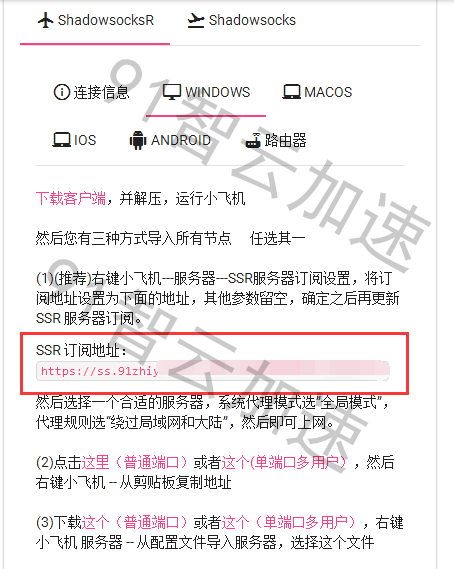 ShadowsocksR Shadowsocks
连接信息 WINDOWS MACOS
IOS ANDROID 路由器
下载客户端，并解压，运行小飞机
然后您有三种方式导入所有节点 任选其一
(1)(推荐)右键小飞机---服务器---SSR服务器订阅设置，将订
阅地址设置为下面的地址，其他参数留空，确定之后再更新
SSR 服务器订阅。
SSR 订阅地址：
https://ss.91zhiy
然后选择一个合适的服务器，系统代理模式选“全局模式”，
代理规则选“绕过局域网和大陆”，然后即可上网。
(2)点击这里（普通端口）或者这个(单端口多用户），然后
右键小飞机 -- 从剪贴板复制地址
(3)下载这个（普通端口）或者这个（单端口多用户），右键
小飞机 服务器 -- 从配置文件导入服务器，选择这个文件
91智云加速
91智云加速